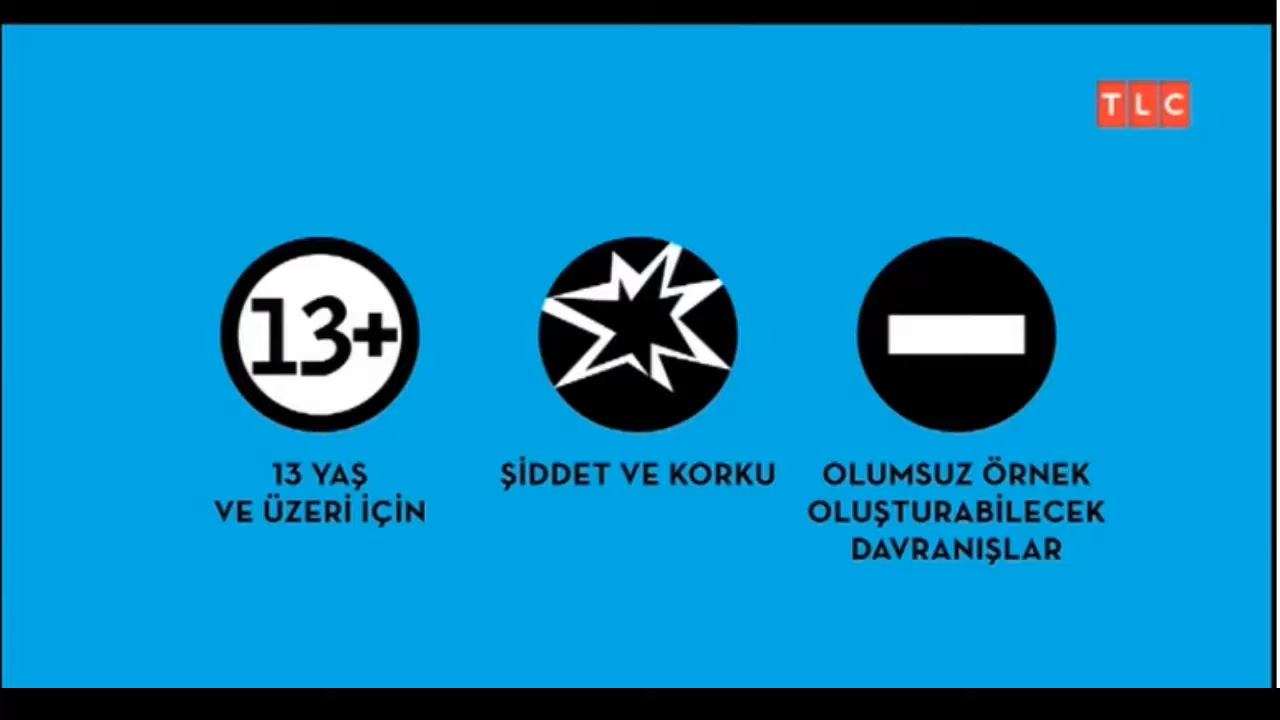 TLC
13+
13 YAŞ
VE ÜZERİ İÇİN
ŞİDDET VE KORKU
OLUMSUZ ÖRNEK
OLUŞTURABİLECEK
DAVRANIŞLAR